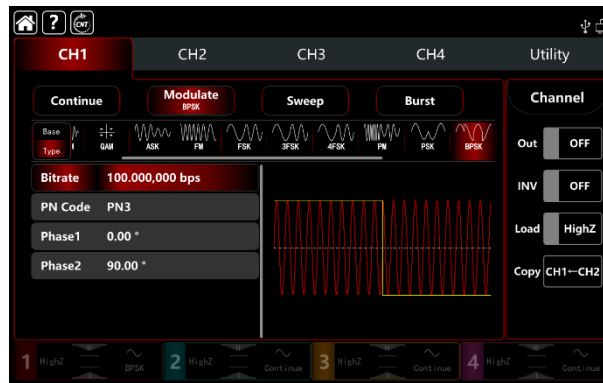 ? CNT
CH1 CH2 CH3 CH4 Utility
Continue Modulate BPSK Sweep Burst Channel
Base Type QAM ASK FM FSK 3FSK 4FSK PM PSK BPSK
Out OFF
Bitrate 100.000,000 bps
INV OFF
PN Code PN3
Phase1 0.00 °
Load HighZ
Phase2 90.00 °
Copy CH1←CH2
1 HighZ BPSK 2 HighZ Continue 3 HighZ Continue 4 HighZ Continue